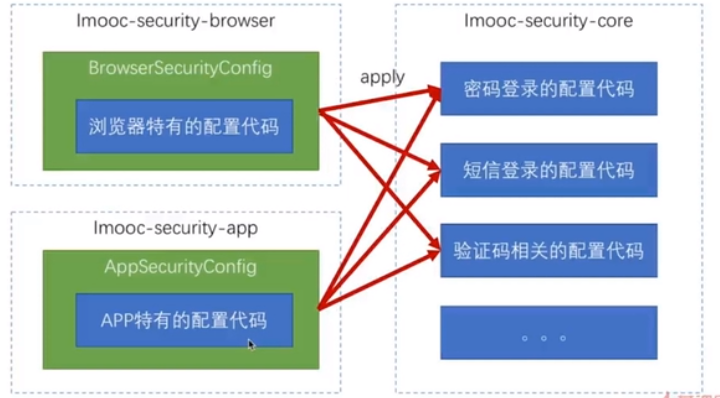 Imooc-security-browser
BrowserSecurityConfig
浏览器特有的配置代码
Imooc-security-app
AppSecurityConfig
APP特有的配置代码
apply
Imooc-security-core
密码登录的配置代码
短信登录的配置代码
验证码相关的配置代码
。。。